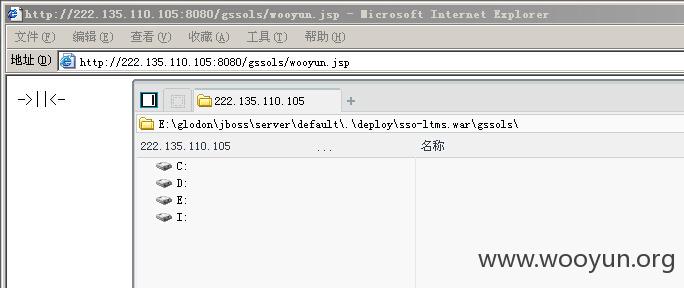 http://222.135.110.105:8080/gssols/wooyun.jsp - Microsoft Internet Explorer
文件(F) 编辑(E) 查看(V) 收藏(A) 工具(T) 帮助(H)
地址(D) http://222.135.110.105:8080/gssols/wooyun.jsp
->||<-
222.135.110.105 +
E:\glodon\jboss\server\default\.\deploy\sso-ltms.war\gssols\
222.135.110.105 ... 名称
C:
D:
E:
I:
www.wooyun.org